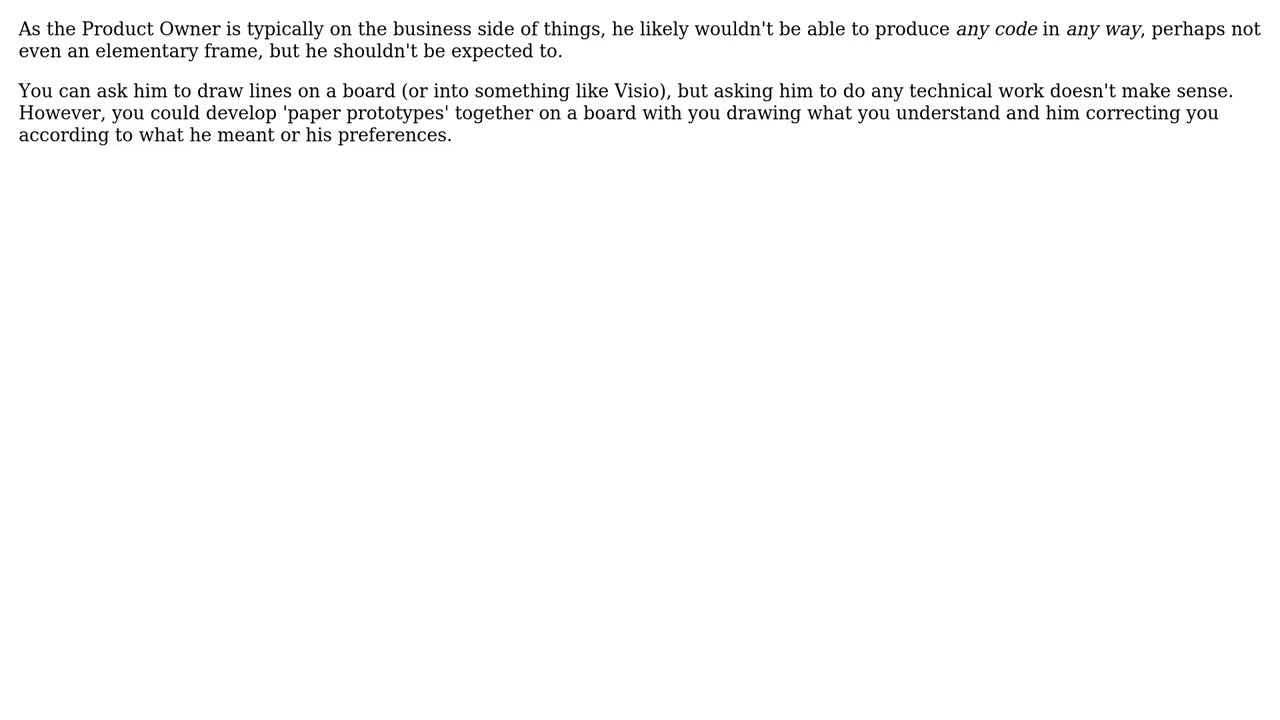 As the Product Owner is typically on the business side of things, he likely wouldn't be able to produce any code in any way, perhaps not
even an elementary frame, but he shouldn't be expected to.
You can ask him to draw lines on a board (or into something like Visio), but asking him to do any technical work doesn't make sense.
However, you could develop 'paper prototypes' together on a board with you drawing what you understand and him correcting you
according to what he meant or his preferences.